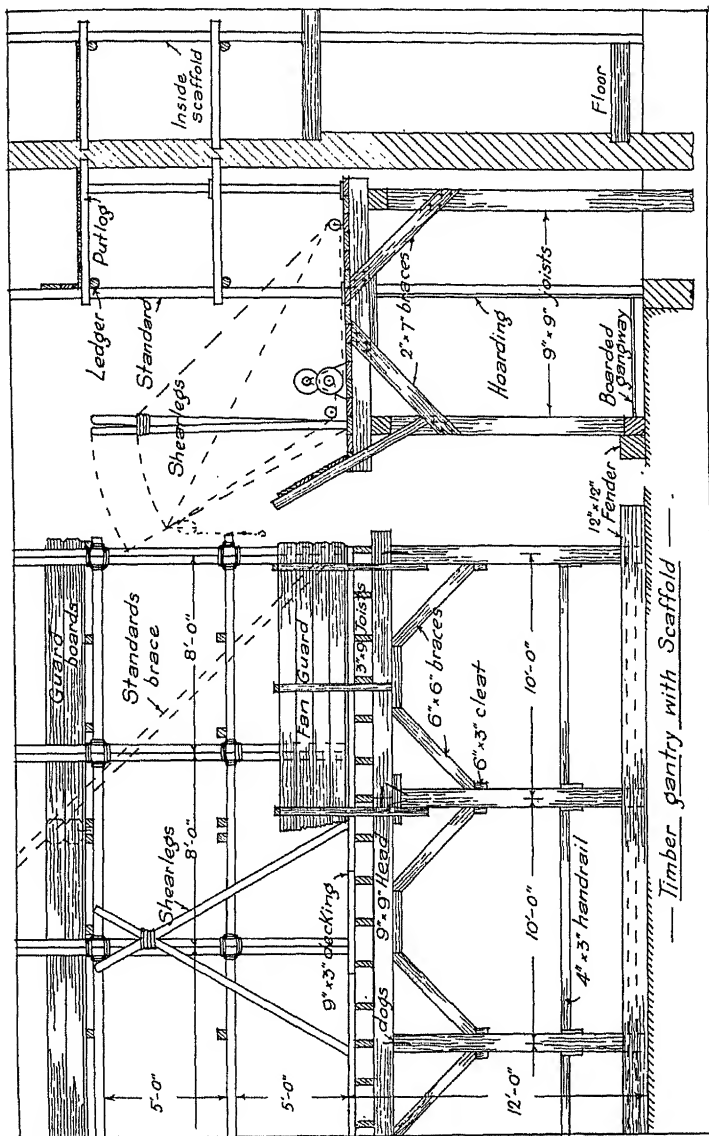 Guard boards
Standards brace
8'-0"
8'-0"
Shearlegs
5'-0"
5'-0"
12'-0"
Fan Guard
3"×9" Joists
9"×3" decking
9"×9" Head
dogs
6"×6" braces
6"×3" cleat
10'-0"
10'-0"
4"×3" handrail
12"×12"
Fender
Inside
scaffold
Putlog
Ledger
Standard
Shearlegs
2"×7" braces
9"×9" joists
Hoarding
Boarded
gangway
Floor
Timber gantry with Scaffold